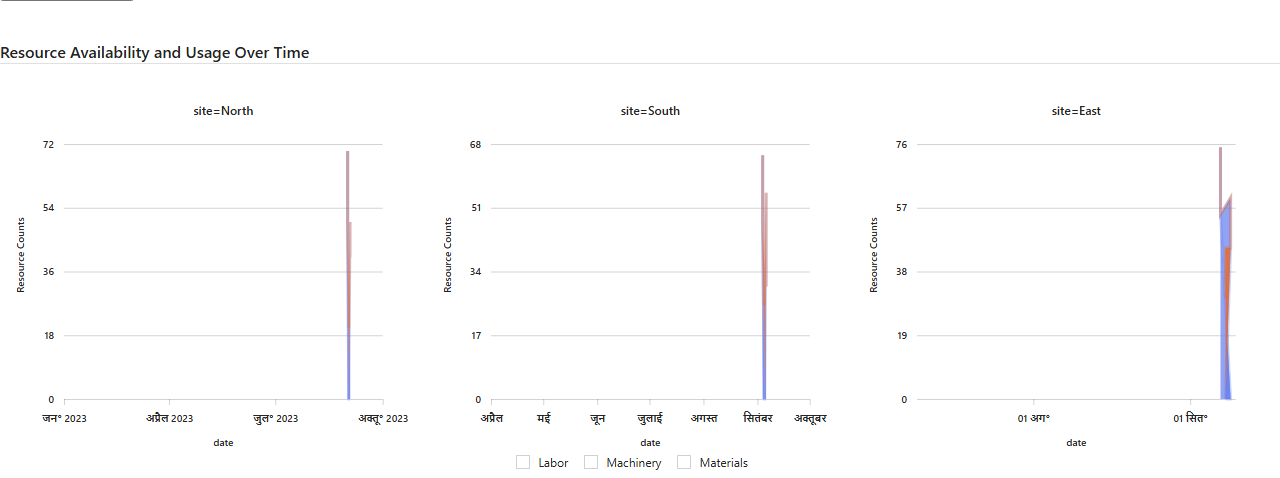 Resource Availability and Usage Over Time
site=North
site=South
site=East
Resource Counts
72
54
36
18
0
जन॰ 2023
अप्रैल 2023
जुल॰ 2023
अक्तू॰ 2023
date
Resource Counts
68
51
34
17
0
अप्रैल
मई
जून
जुलाई
अगस्त
सितंबर
अक्तूबर
date
Resource Counts
76
57
38
19
0
01 अग॰
01 सित॰
date
Labor Machinery Materials